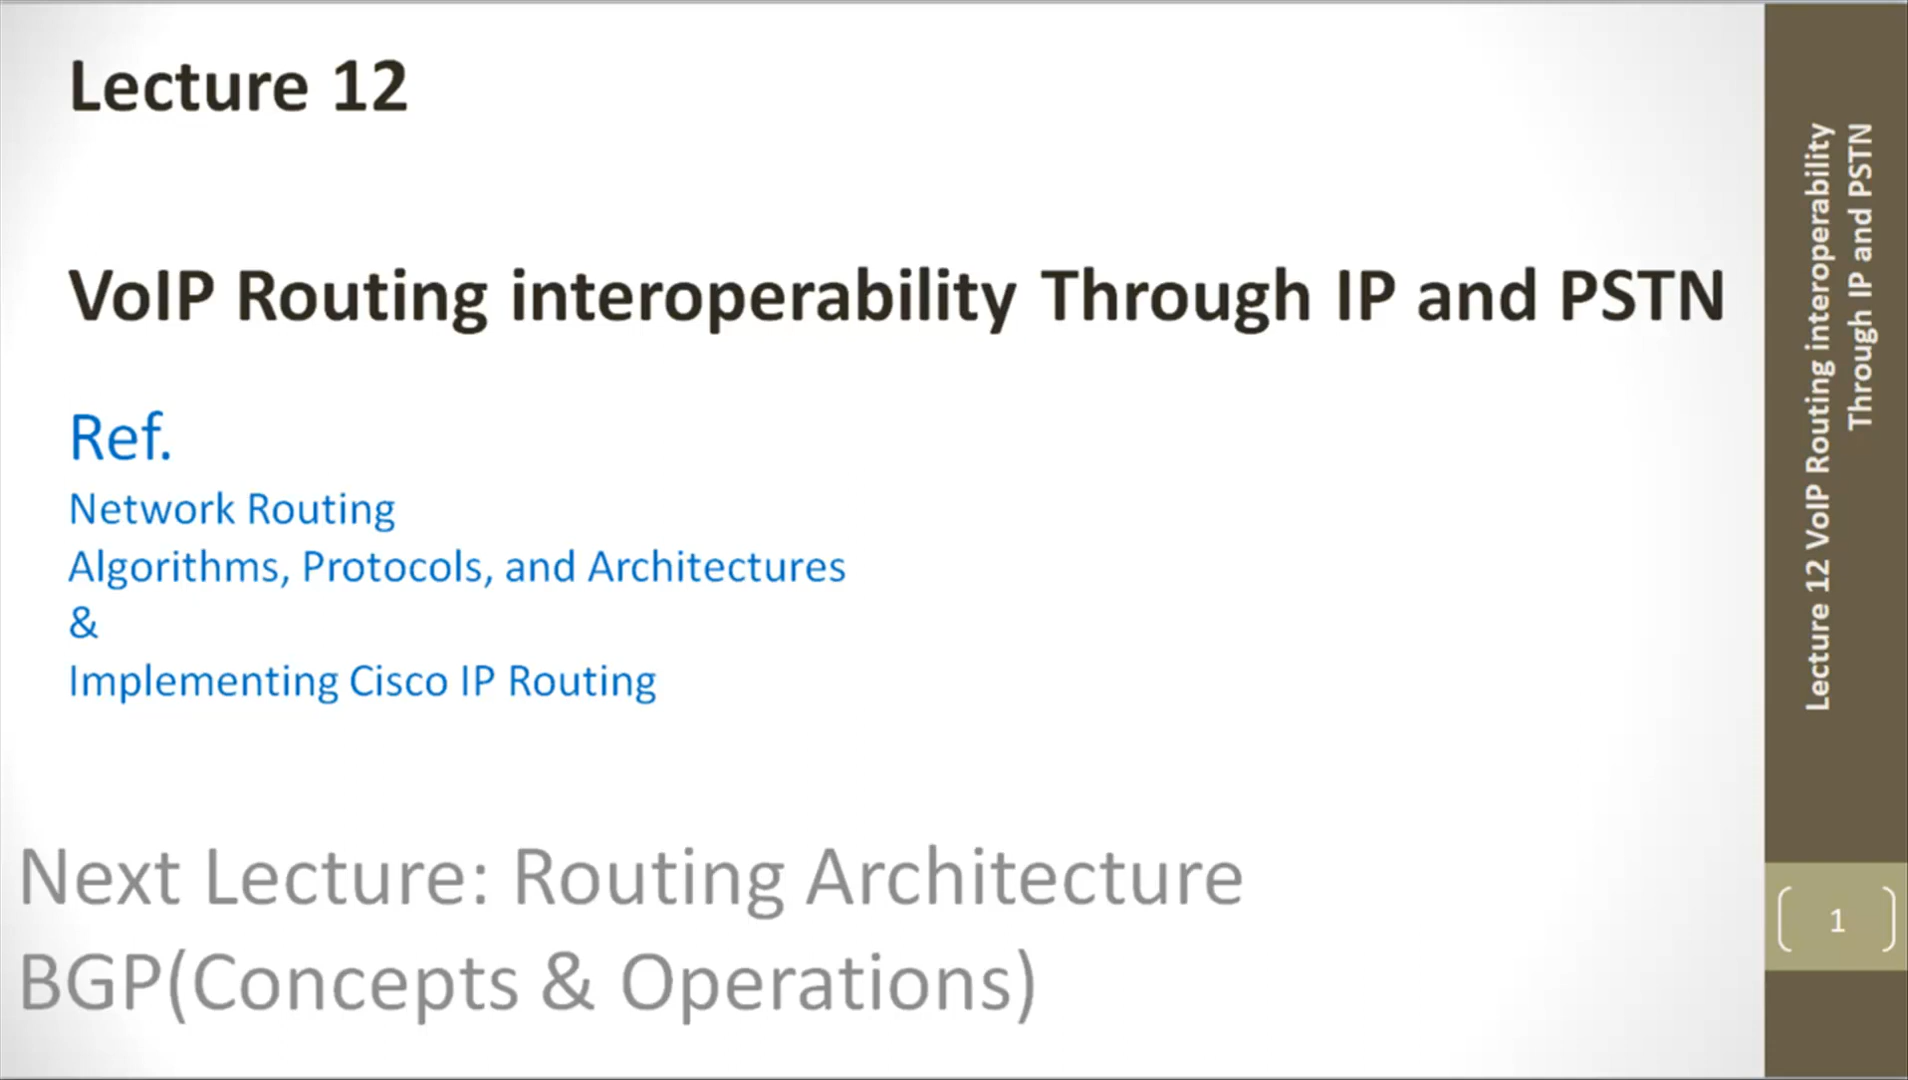 Lecture 12
VoIP Routing interoperability Through IP and PSTN
Ref.
Network Routing
Algorithms, Protocols, and Architectures
&
Implementing Cisco IP Routing
Next Lecture: Routing Architecture
BGP(Concepts & Operations)
Lecture 12 VoIP Routing interoperability
Through IP and PSTN
1